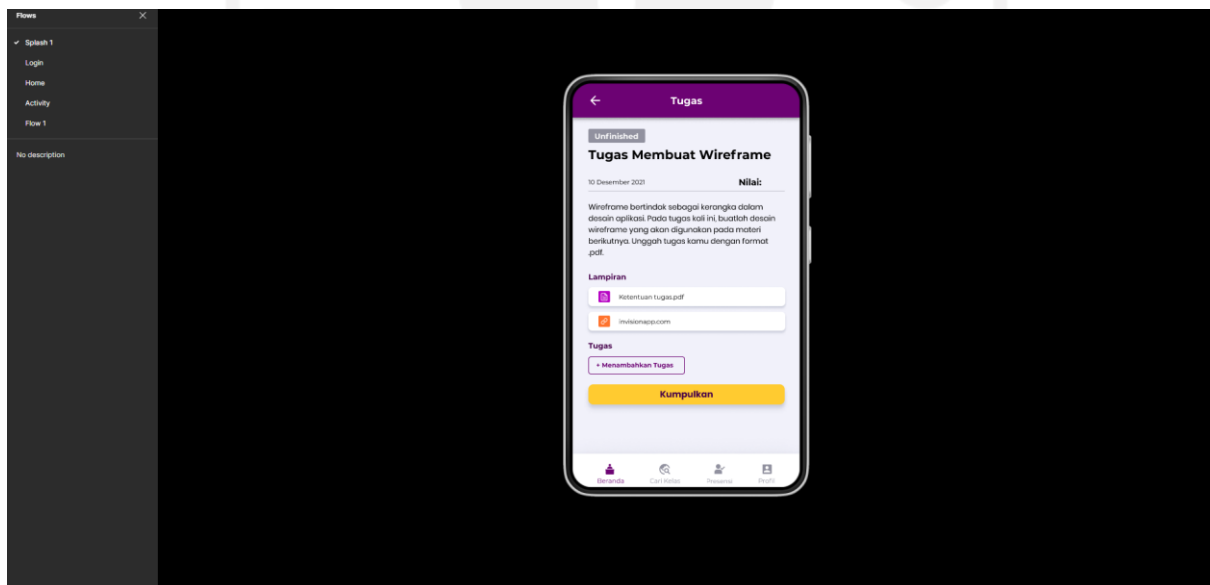 Flows
Splash 1
Login
Home
Activity
Flow 1
No description
Tugas
Unfinished
Tugas Membuat Wireframe
10 Desember 2021
Nilai:
Wireframe bertindak sebagai kerangka dalam
desain aplikasi. Pada tugas kali ini, buatlah desain
wireframe yang akan digunakan pada materi
berikutnya. Unggah tugas kamu dengan format
.pdf.
Lampiran
Ketentuan tugas.pdf
invisionapp.com
Tugas
+ Menambahkan Tugas
Kumpulkan
Beranda
Cari Kelas
Presensi
Profil